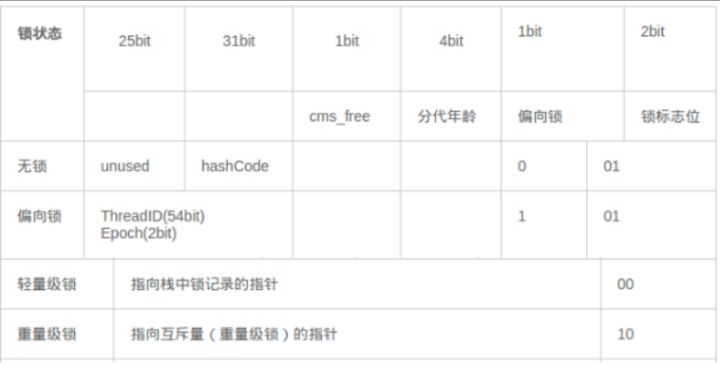 锁状态 25bit 31bit 1bit 4bit 1bit 2bit
cms_free 分代年龄 偏向锁 锁标志位
无锁 unused hashCode 0 01
偏向锁 ThreadID(54bit) 1 01
Epoch(2bit)
轻量级锁 指向栈中锁记录的指针 00
重量级锁 指向互斥量（重量级锁）的指针 10